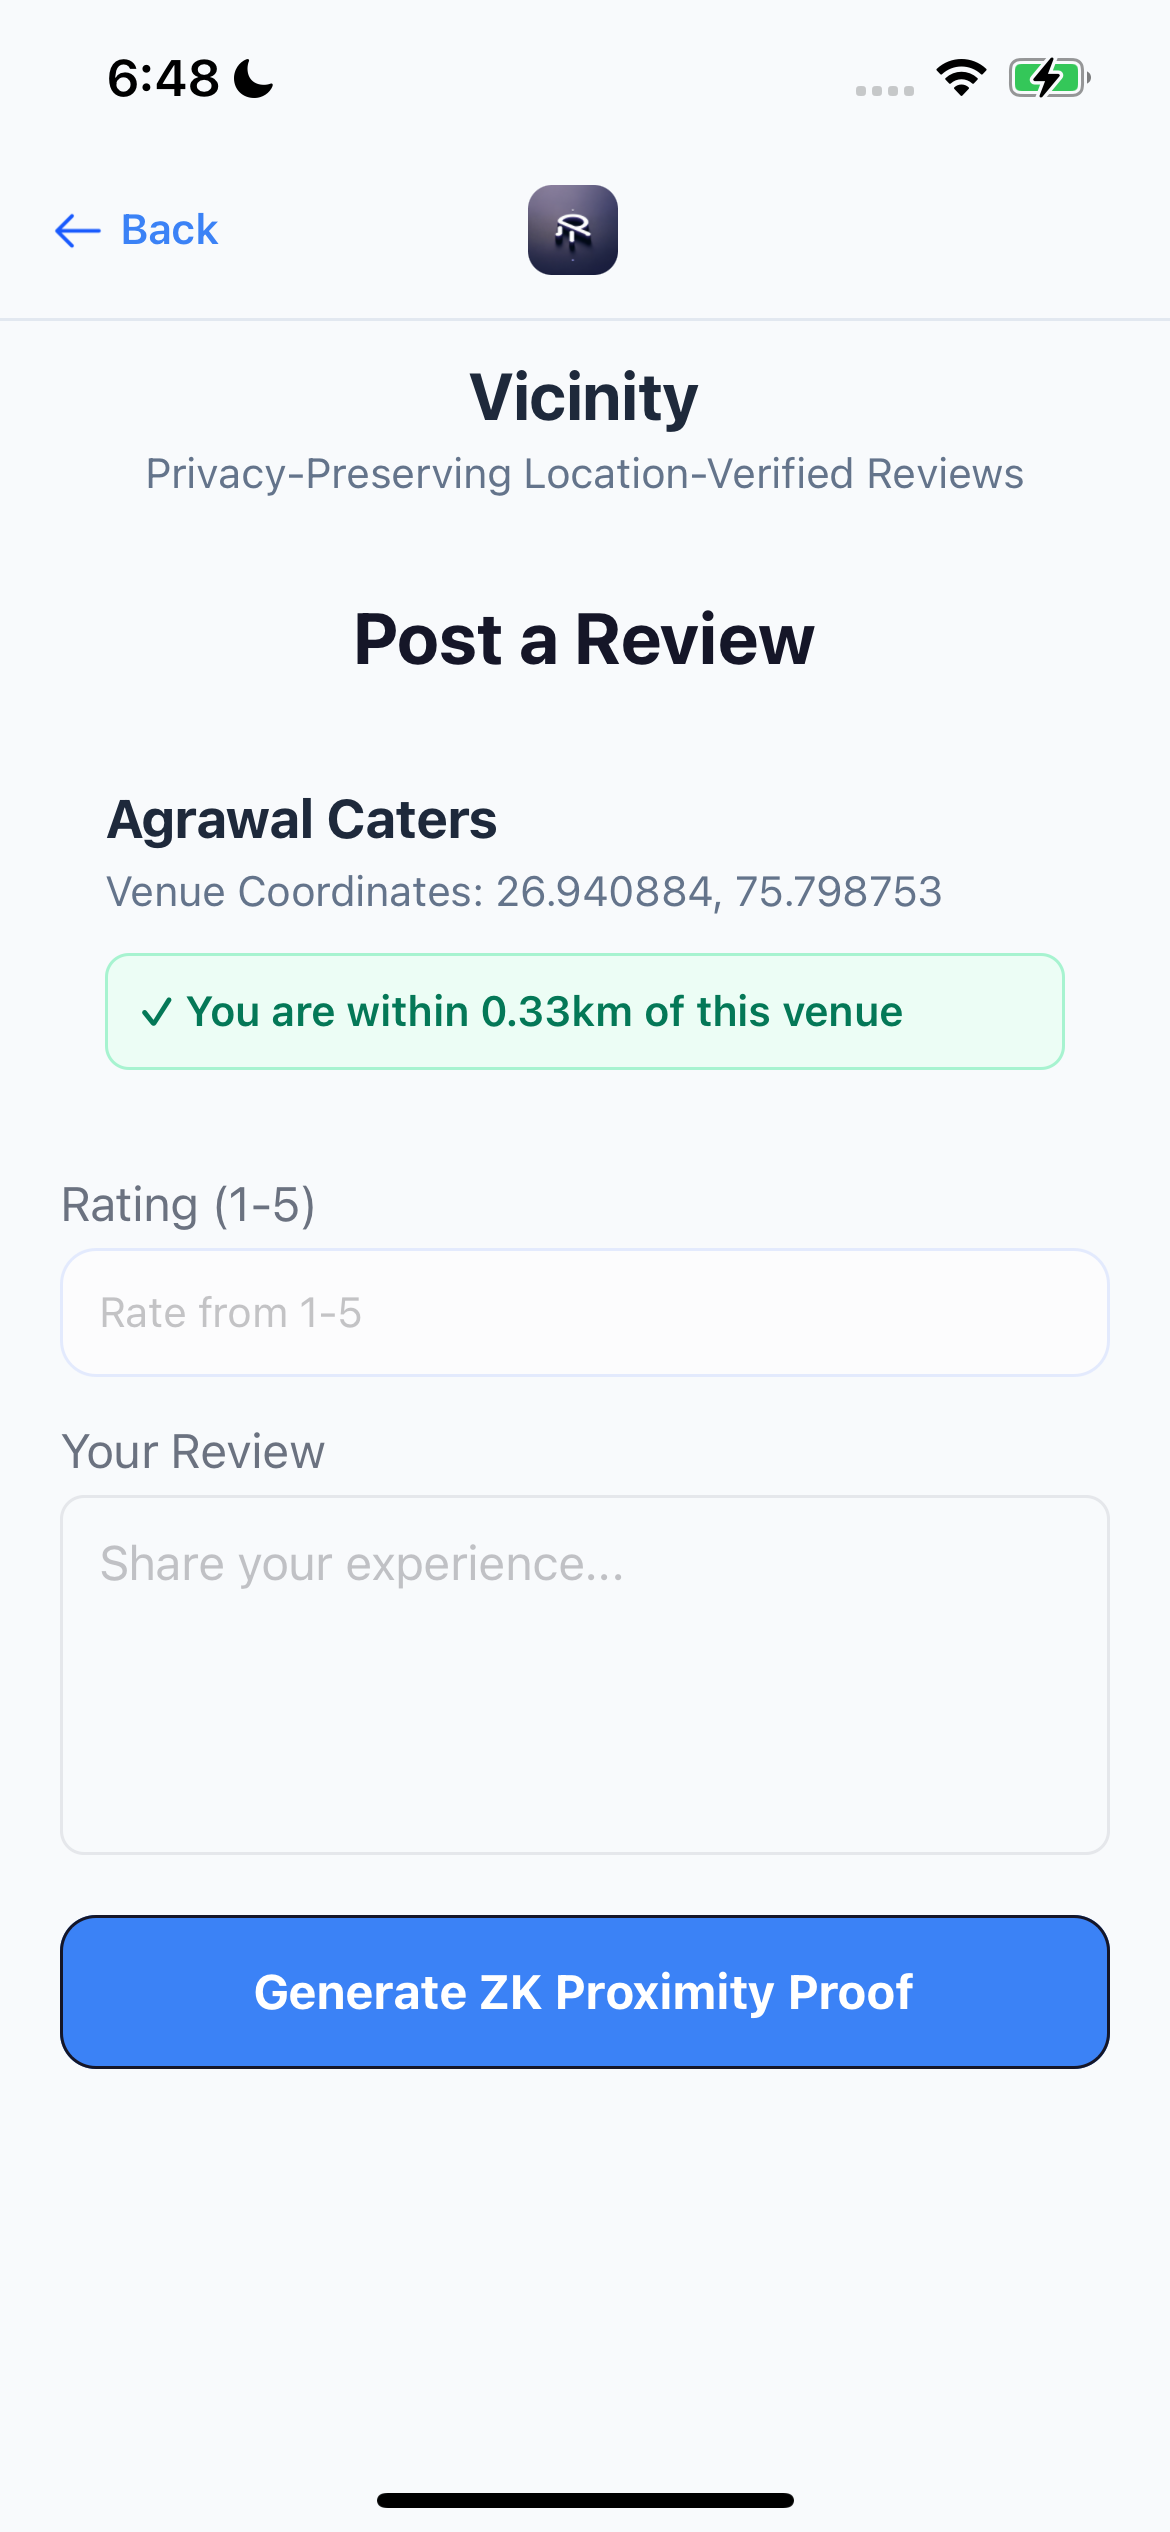 6:48
Back
Vicinity
Privacy-Preserving Location-Verified Reviews
Post a Review
Agrawal Caters
Venue Coordinates: 26.940884, 75.798753
✓ You are within 0.33km of this venue
Rating (1-5)
Rate from 1-5
Your Review
Share your experience...
Generate ZK Proximity Proof